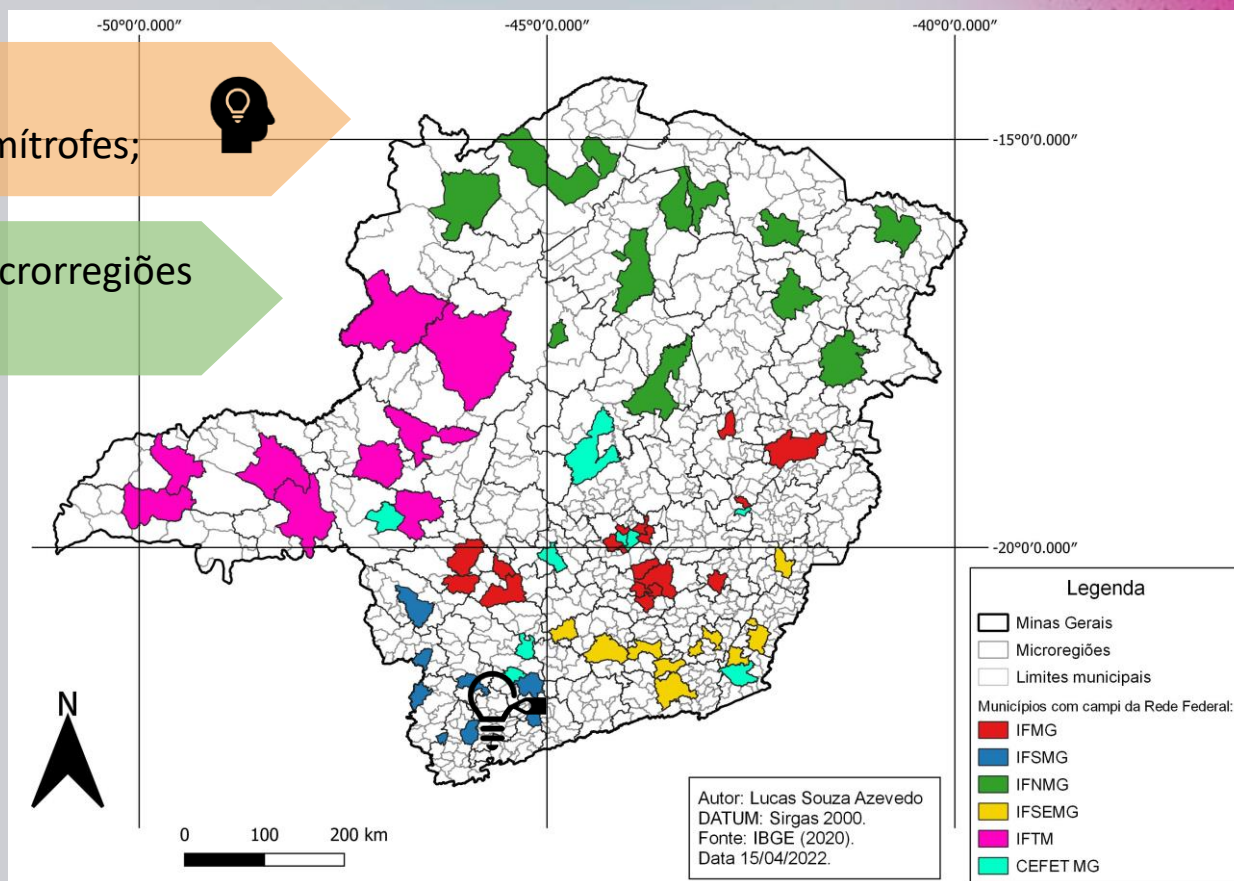 -50°0'0.000″
-45°0'0.000″
-40°0'0.000″
mítrofes;
-15°0'0.000″
crorregiões
-20°0'0.000″
N
0 100 200 km
Autor: Lucas Souza Azevedo
DATUM: Sirgas 2000.
Fonte: IBGE (2020).
Data 15/04/2022.
Legenda
Minas Gerais
Microregiões
Limites municipais
Municípios com campi da Rede Federal:
IFMG
IFSMG
IFNMG
IFSEMG
IFTM
CEFET MG